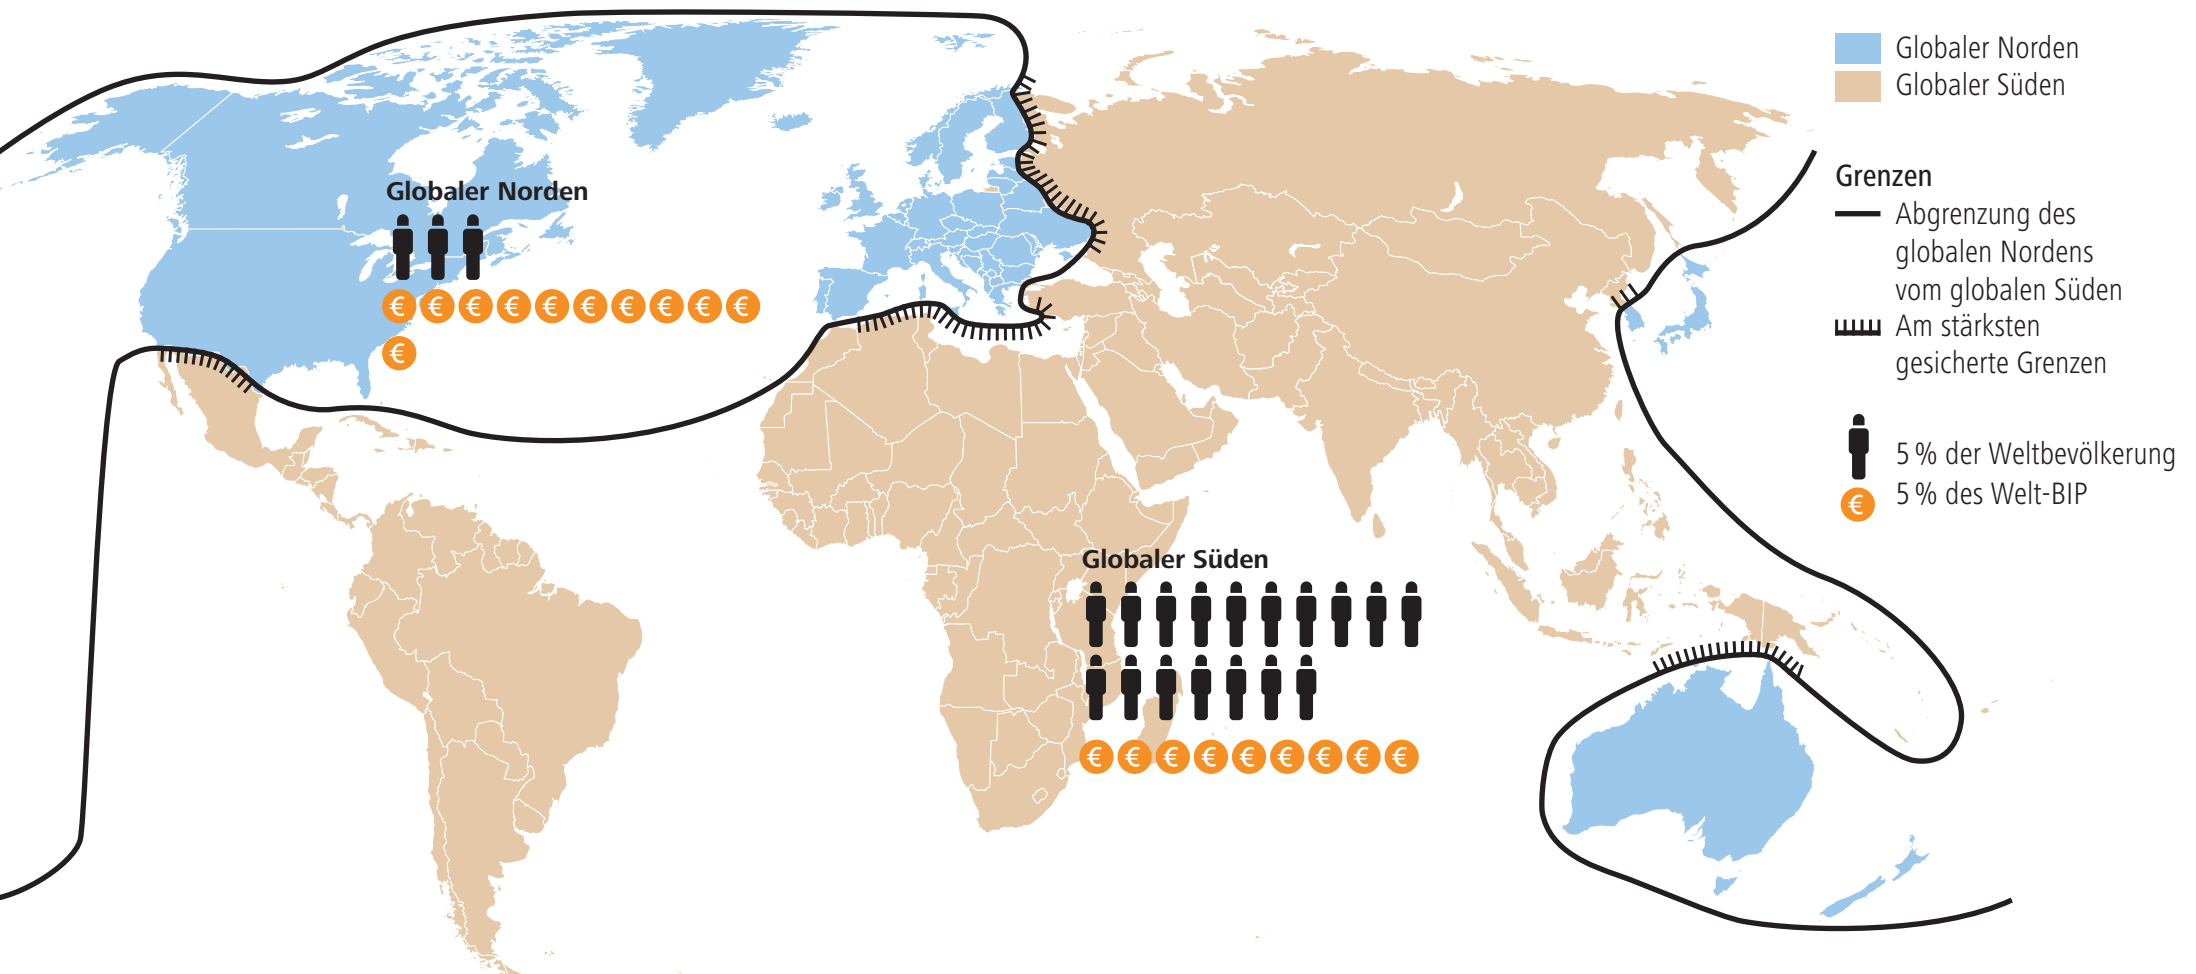 Globaler Norden
Globaler Süden
Grenzen
Abgrenzung des
globalen Nordens
vom globalen Süden
Am stärksten
gesicherte Grenzen
5 % der Weltbevölkerung
€ 5 % des Welt-BIP
Globaler Norden
€ € € € € € € € € €
€
Globaler Süden
€ € € € € € € € €